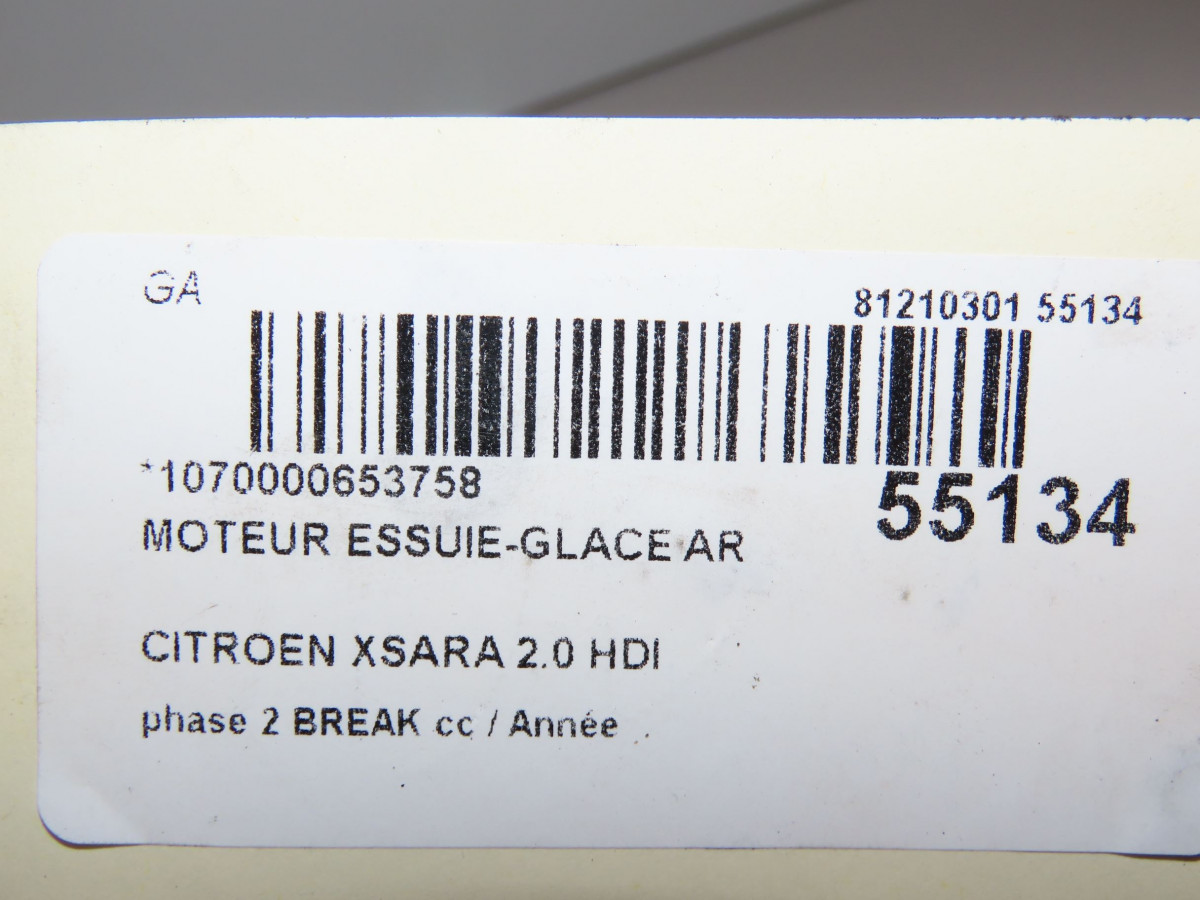 GA
81210301 55134
*1070000653758
55134
MOTEUR ESSUIE-GLACE AR
CITROEN XSARA 2.0 HDI
phase 2 BREAK cc / Année .